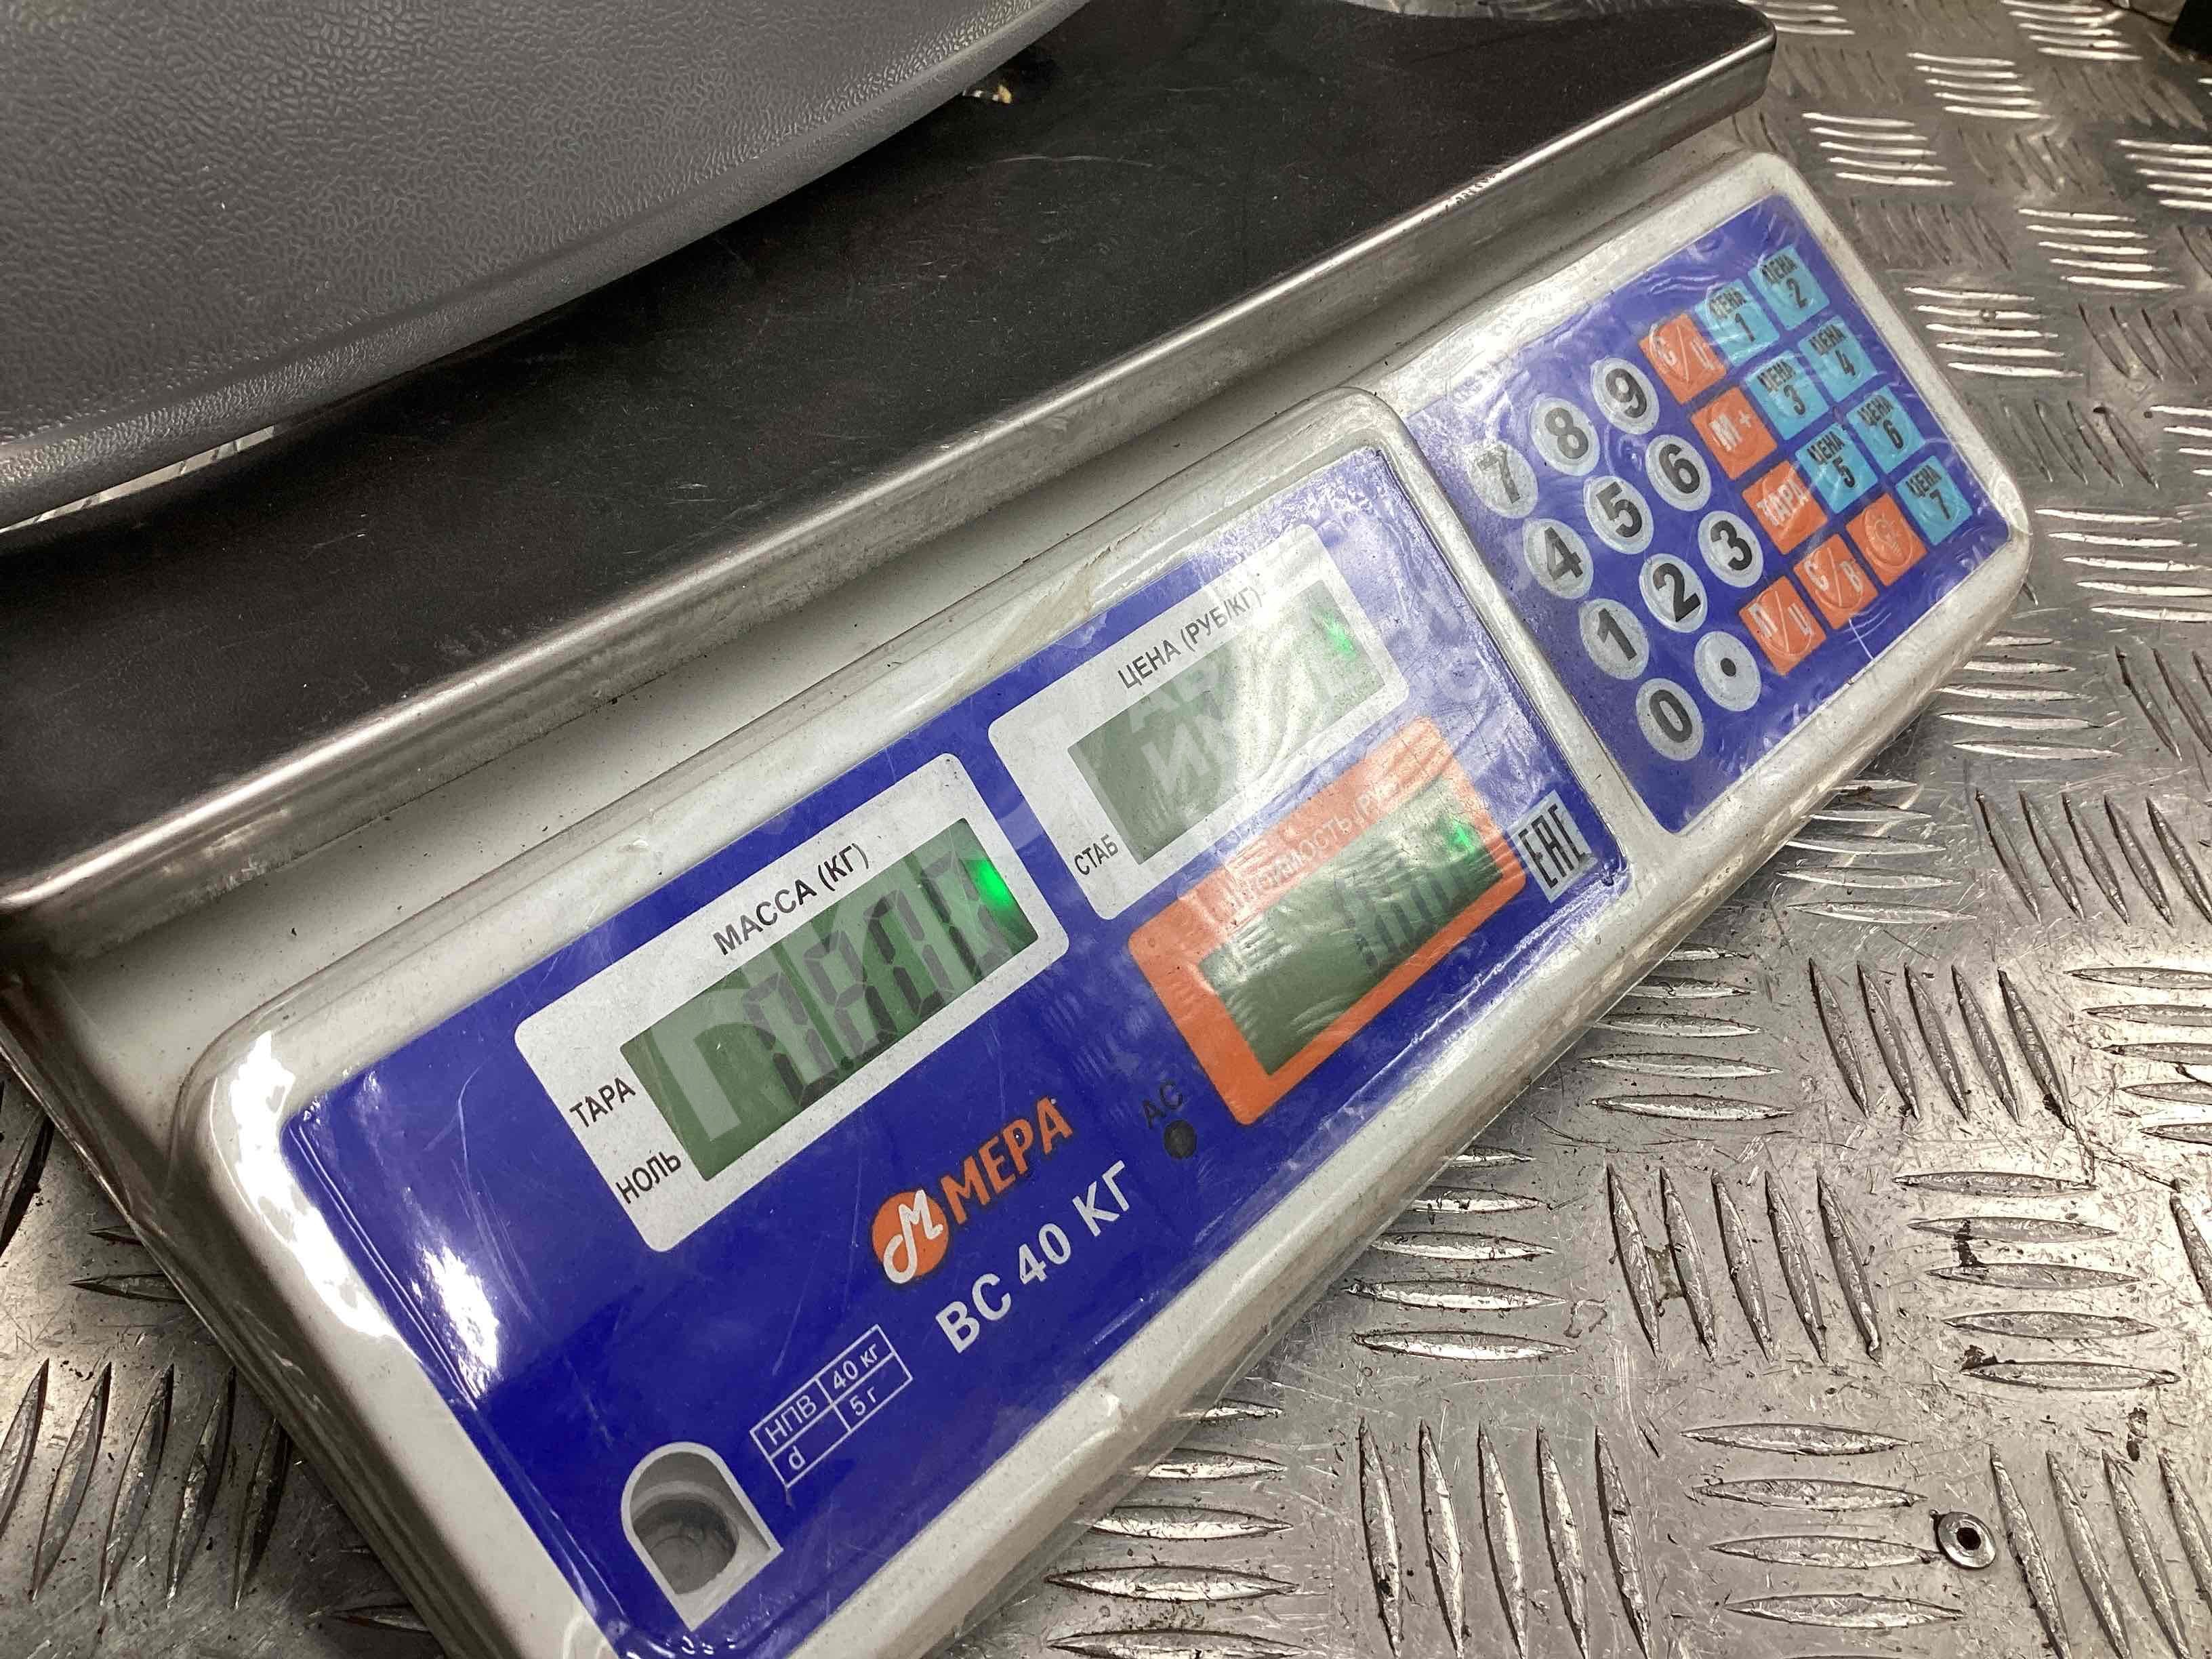 ЦЕНА (РУБ/КГ)
СТАБ
МАССА (КГ)
ТАРА
НОЛЬ
АС
EAC
МЕРА
ВС 40 КГ
НПВ 40 кг
d 5 г
7 8 9 С/Ц ЦЕНА 1 ЦЕНА 2
4 5 6 М+ ЦЕНА 3 ЦЕНА 4
1 2 3 ТАРА ЦЕНА 5 ЦЕНА 6
0 • П/Ц С/В ЦЕНА 7